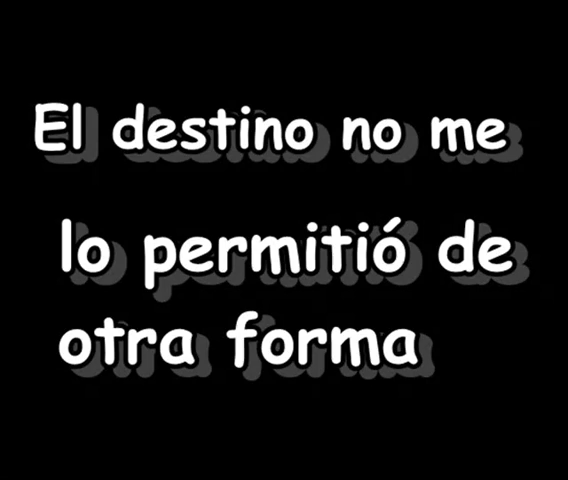 El destino no me
lo permitió de
otra forma